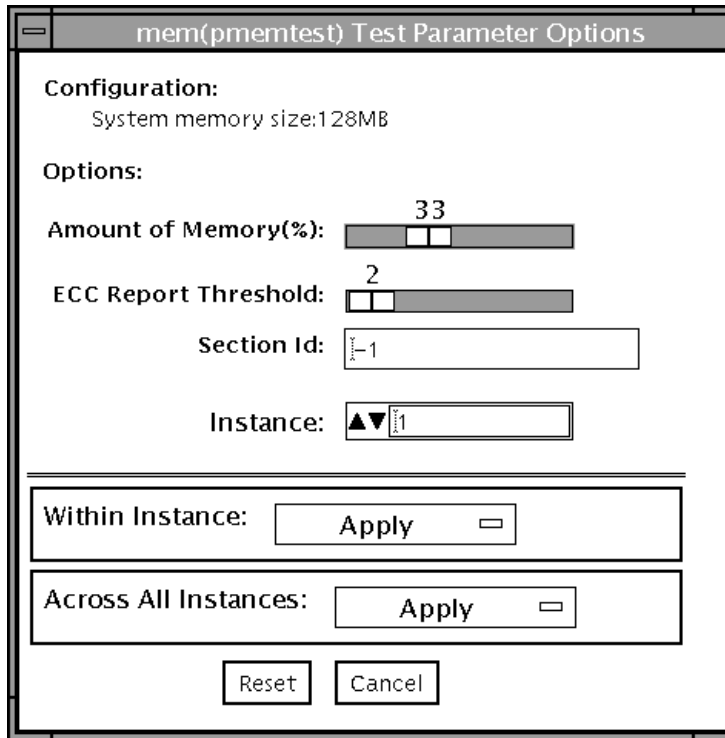 mem(pmemtest) Test Parameter Options
Configuration:
System memory size:128MB
Options:
33
Amount of Memory(%):
2
ECC Report Threshold:
Section Id: -1
Instance: 1
Within Instance: Apply
Across All Instances: Apply
Reset Cancel